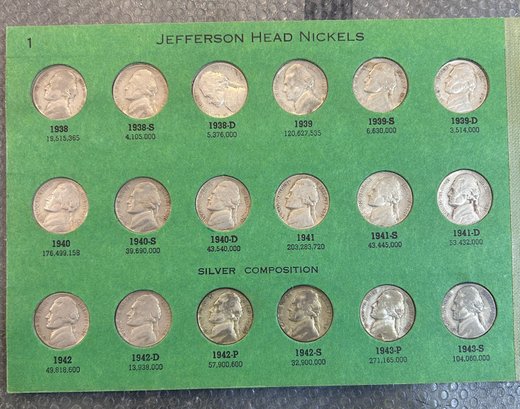 1
JEFFERSON HEAD NICKELS
1938 1938-S 1938-D 1939 1939-S 1939-D
19,515,365 4,105,000 5,376,000 120,627,535 6,630,000 3,514,000
1940 1940-S 1940-D 1941 1941-S 1941-D
176,499,158 39,690,000 43,540,000 203,283,720 43,445,000 53,432,000
SILVER COMPOSITION
1942 1942-D 1942-P 1942-S 1943-P 1943-S
49,818,600 13,938,000 57,900,600 32,900,000 271,165,000 104,060,000